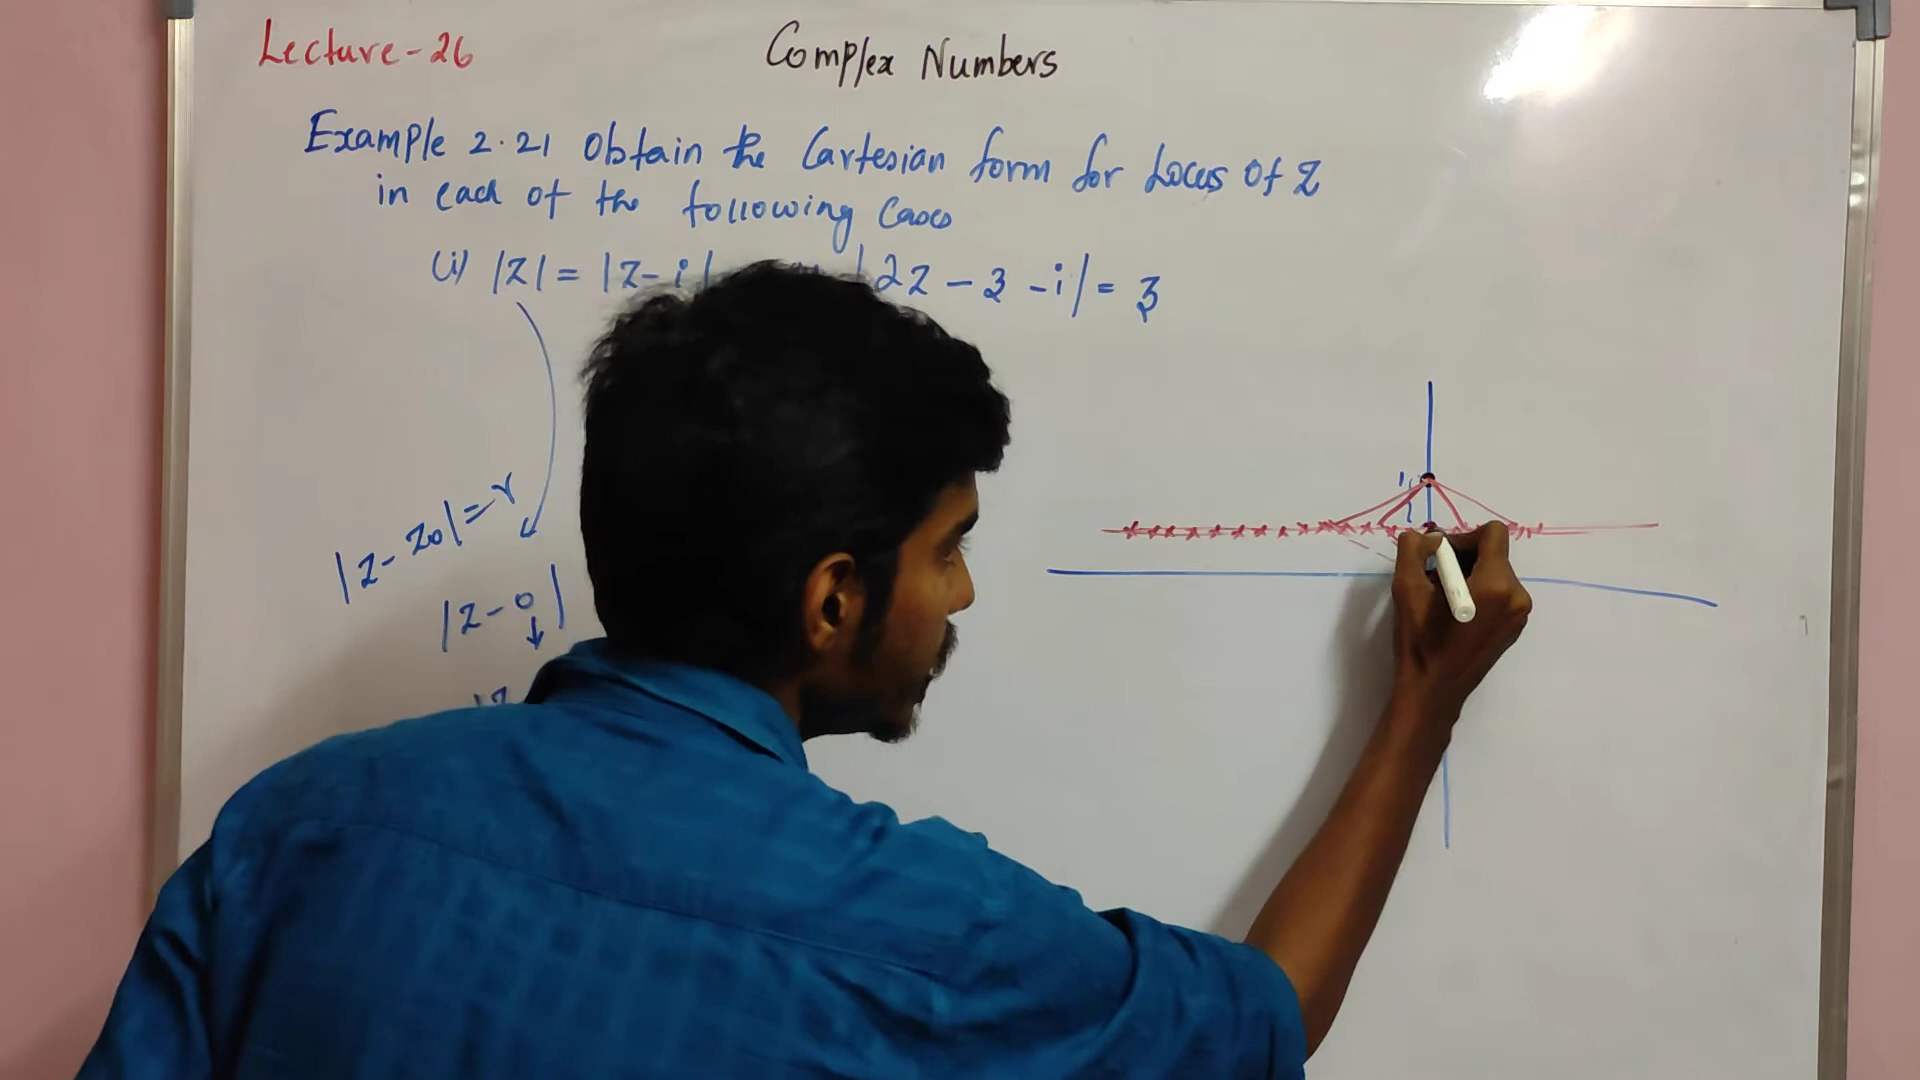 Lecture-26
Complex Numbers
Example 2.21 Obtain the Cartesian form for Locus Of Z
in each of the following Cases
(i) |Z| = |Z-i| |2Z - 3 - i| = 3
|Z-Z0|=r
|Z-0|